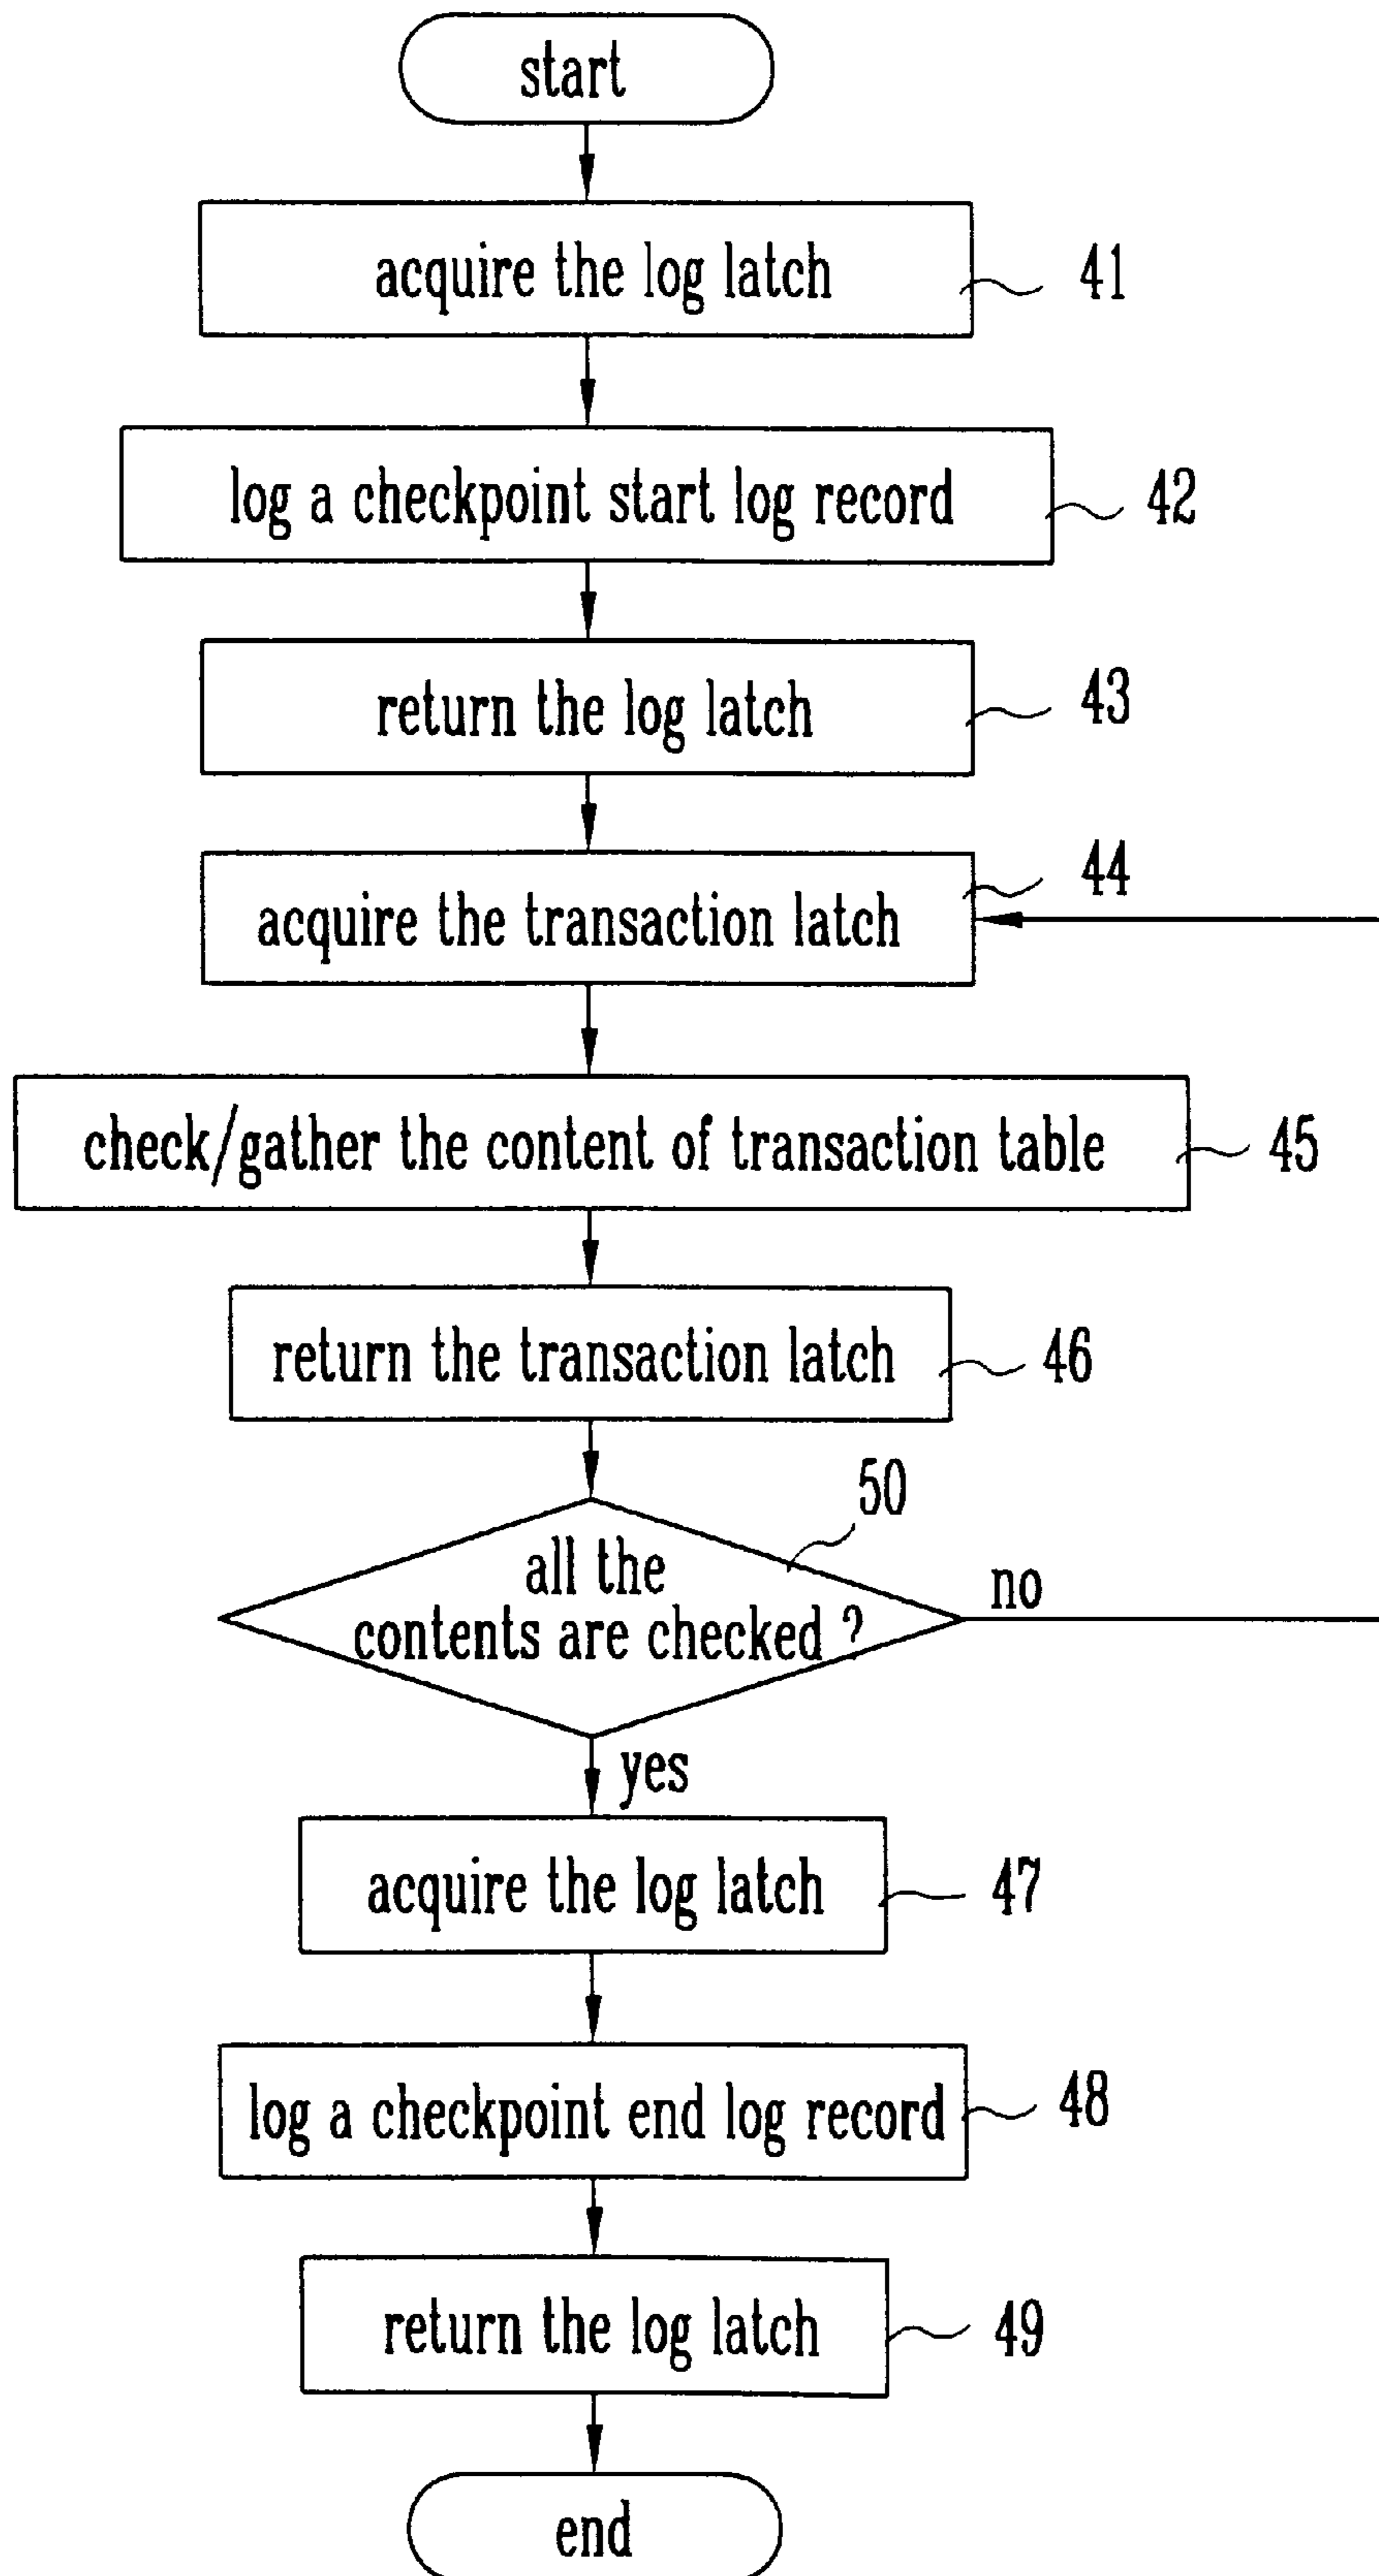 start
acquire the log latch
41
log a checkpoint start log record
42
return the log latch
43
acquire the transaction latch
44
check/gather the content of transaction table
45
return the transaction latch
46
50
all the
contents are checked ?
no
yes
acquire the log latch
47
log a checkpoint end log record
48
return the log latch
49
end